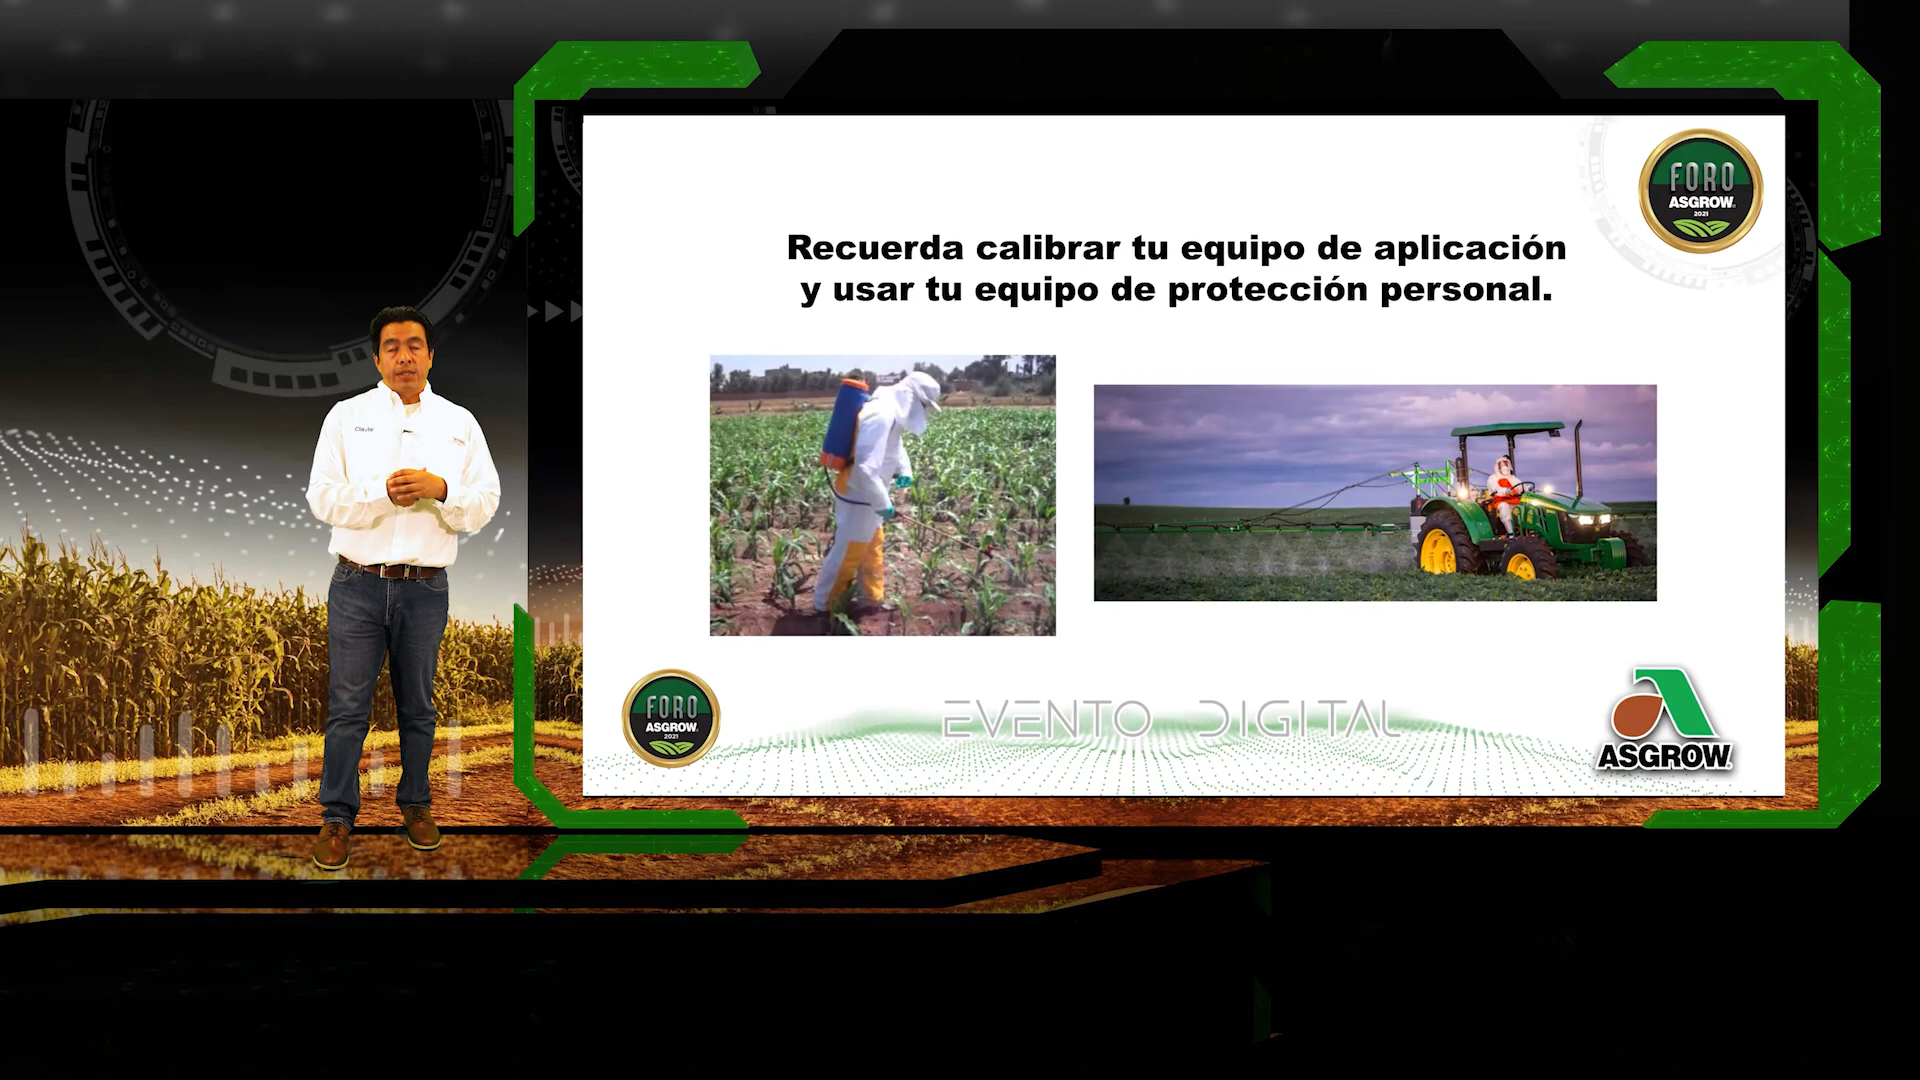 FORO
ASGROW
2021
Recuerda calibrar tu equipo de aplicación
y usar tu equipo de protección personal.
FORO
ASGROW
2021
EVENTO DIGITAL
ASGROW